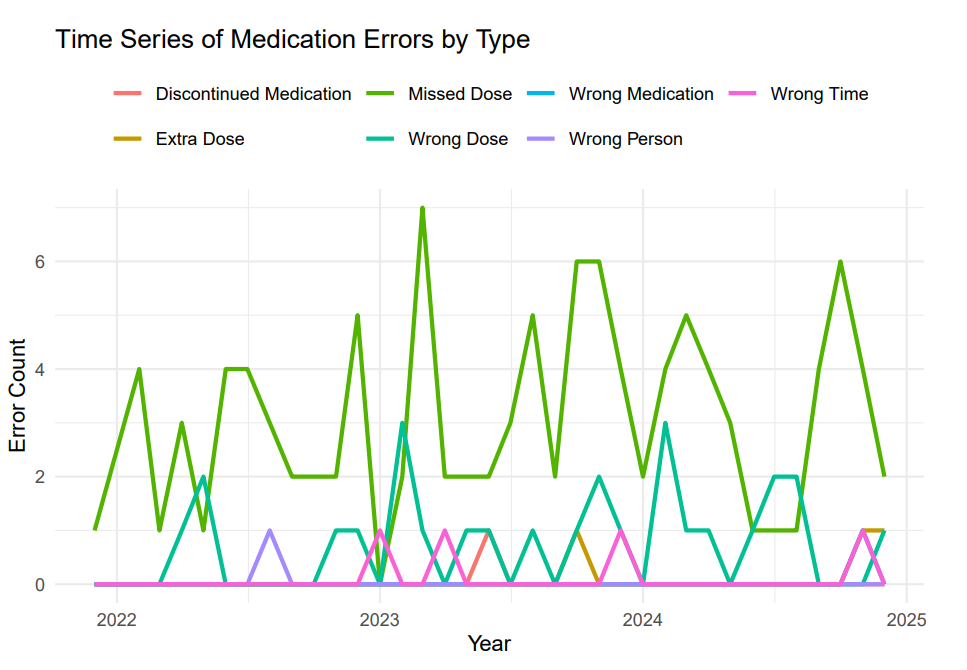 Time Series of Medication Errors by Type
Discontinued Medication Missed Dose Wrong Medication Wrong Time
Extra Dose Wrong Dose Wrong Person
6
4
2
0
Error Count
2022 2023 2024 2025
Year